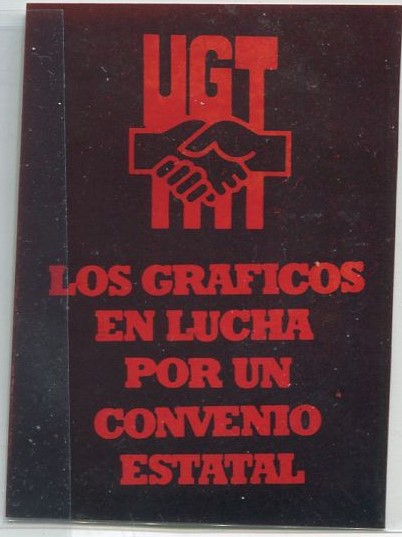 UGT
LOS GRAFICOS
EN LUCHA
POR UN
CONVENIO
ESTATAL